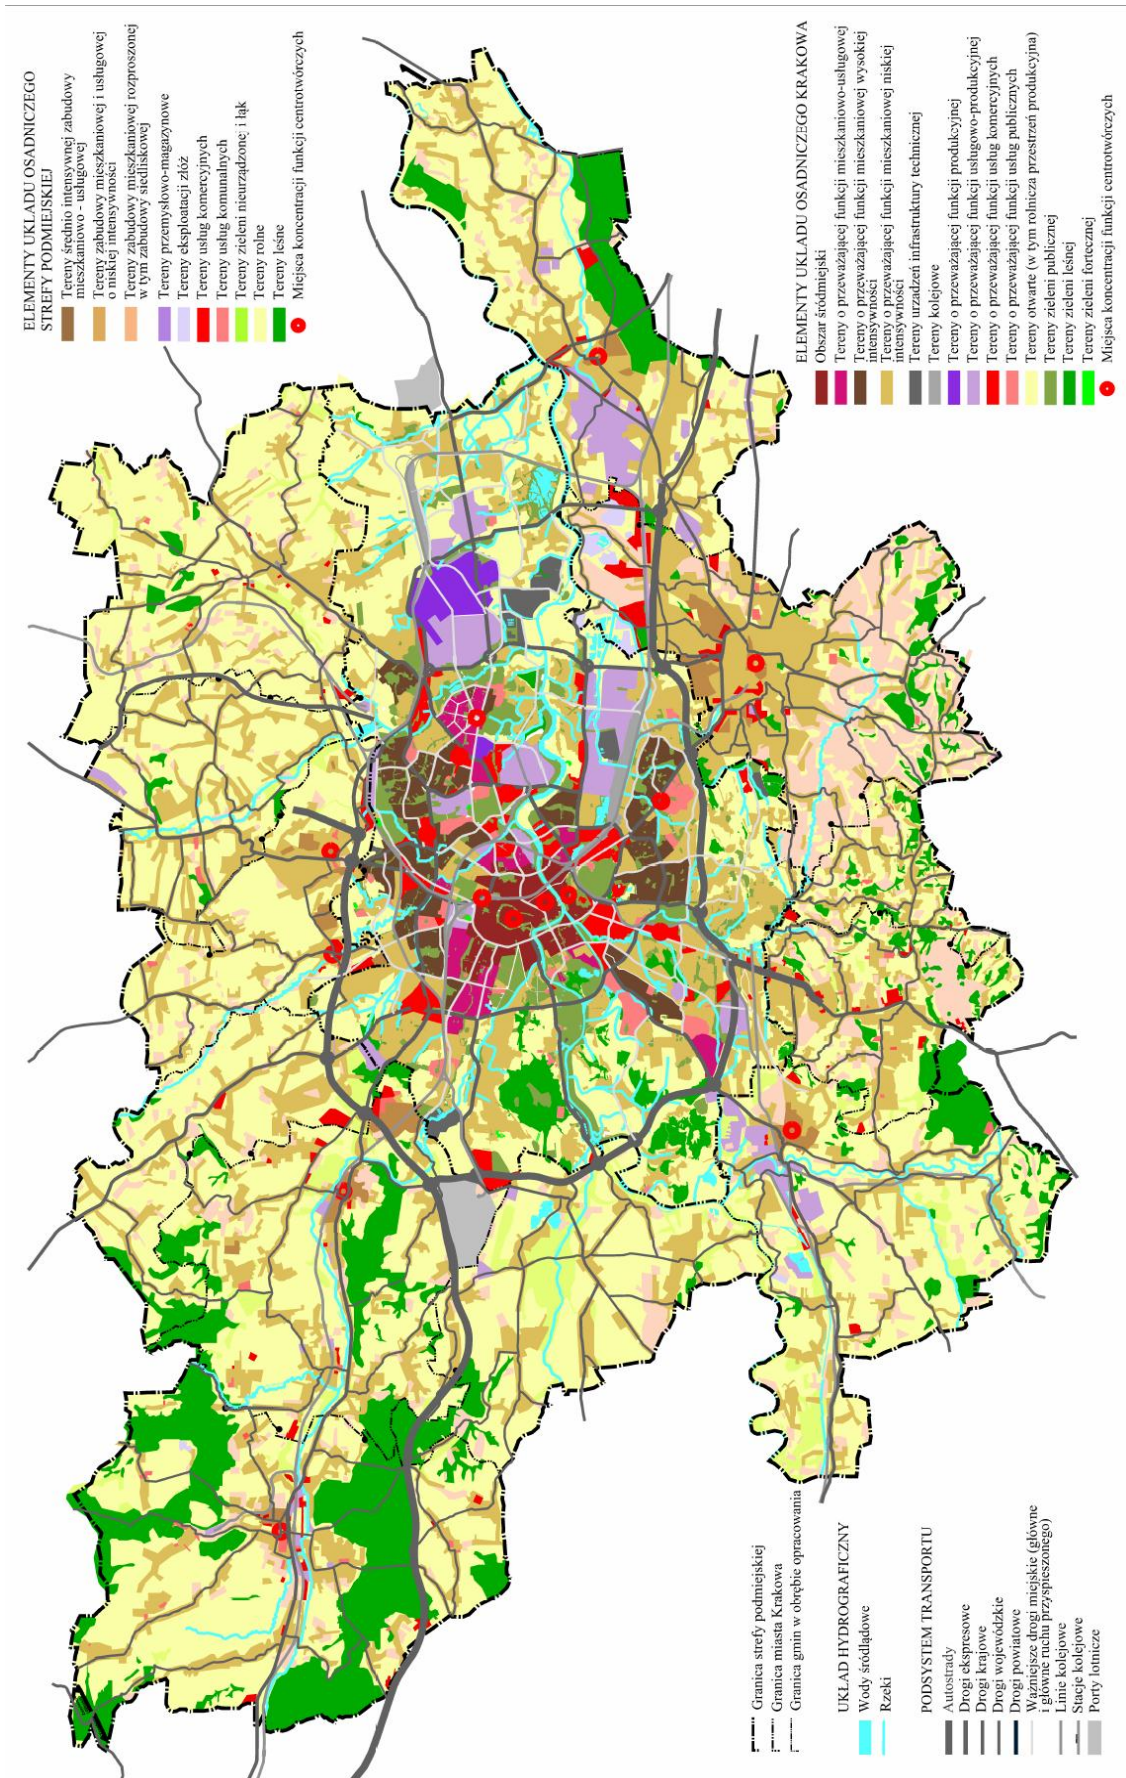 ELEMENTY UKŁADU OSADNICZEGO
STREFY PODMIEJSKIEJ
Tereny średnio intensywnej zabudowy
mieszkaniowo - usługowej
Tereny zabudowy mieszkaniowej i usługowej
o niskiej intensywności
Tereny zabudowy mieszkaniowej rozproszonej
w tym zabudowy siedliskowej
Tereny przemysłowo-magazynowe
Tereny eksploatacji złóż
Tereny usług komercyjnych
Tereny usług komunalnych
Tereny zieleni nieurządzonej i łąk
Tereny rolne
Tereny leśne
Miejsca koncentracji funkcji centrotwórczych
ELEMENTY UKŁADU OSADNICZEGO KRAKOWA
Obszar śródmiejski
Tereny o przeważającej funkcji mieszkaniowo-usługowej
Tereny o przeważającej funkcji mieszkaniowej wysokiej
intensywności
Tereny o przeważającej funkcji mieszkaniowej niskiej
intensywności
Tereny urządzeń infrastruktury technicznej
Tereny kolejowe
Tereny o przeważającej funkcji produkcyjnej
Tereny o przeważającej funkcji usługowo-produkcyjnej
Tereny o przeważającej funkcji usług komercyjnych
Tereny o przeważającej funkcji usług publicznych
Tereny otwarte (w tym rolnicza przestrzeń produkcyjna)
Tereny zieleni publicznej
Tereny zieleni leśnej
Tereny zieleni fortecznej
Miejsca koncentracji funkcji centrotwórczych
Granica strefy podmiejskiej
Granica miasta Krakowa
Granica gmin w obrębie opracowania
UKŁAD HYDROGRAFICZNY
Wody śródlądowe
Rzeki
PODSYSTEM TRANSPORTU
Autostrady
Drogi ekspresowe
Drogi krajowe
Drogi wojewódzkie
Drogi powiatowe
Ważniejsze drogi miejskie (główne
i główne ruchu przyspieszonego)
Linie kolejowe
Stacje kolejowe
Porty lotnicze